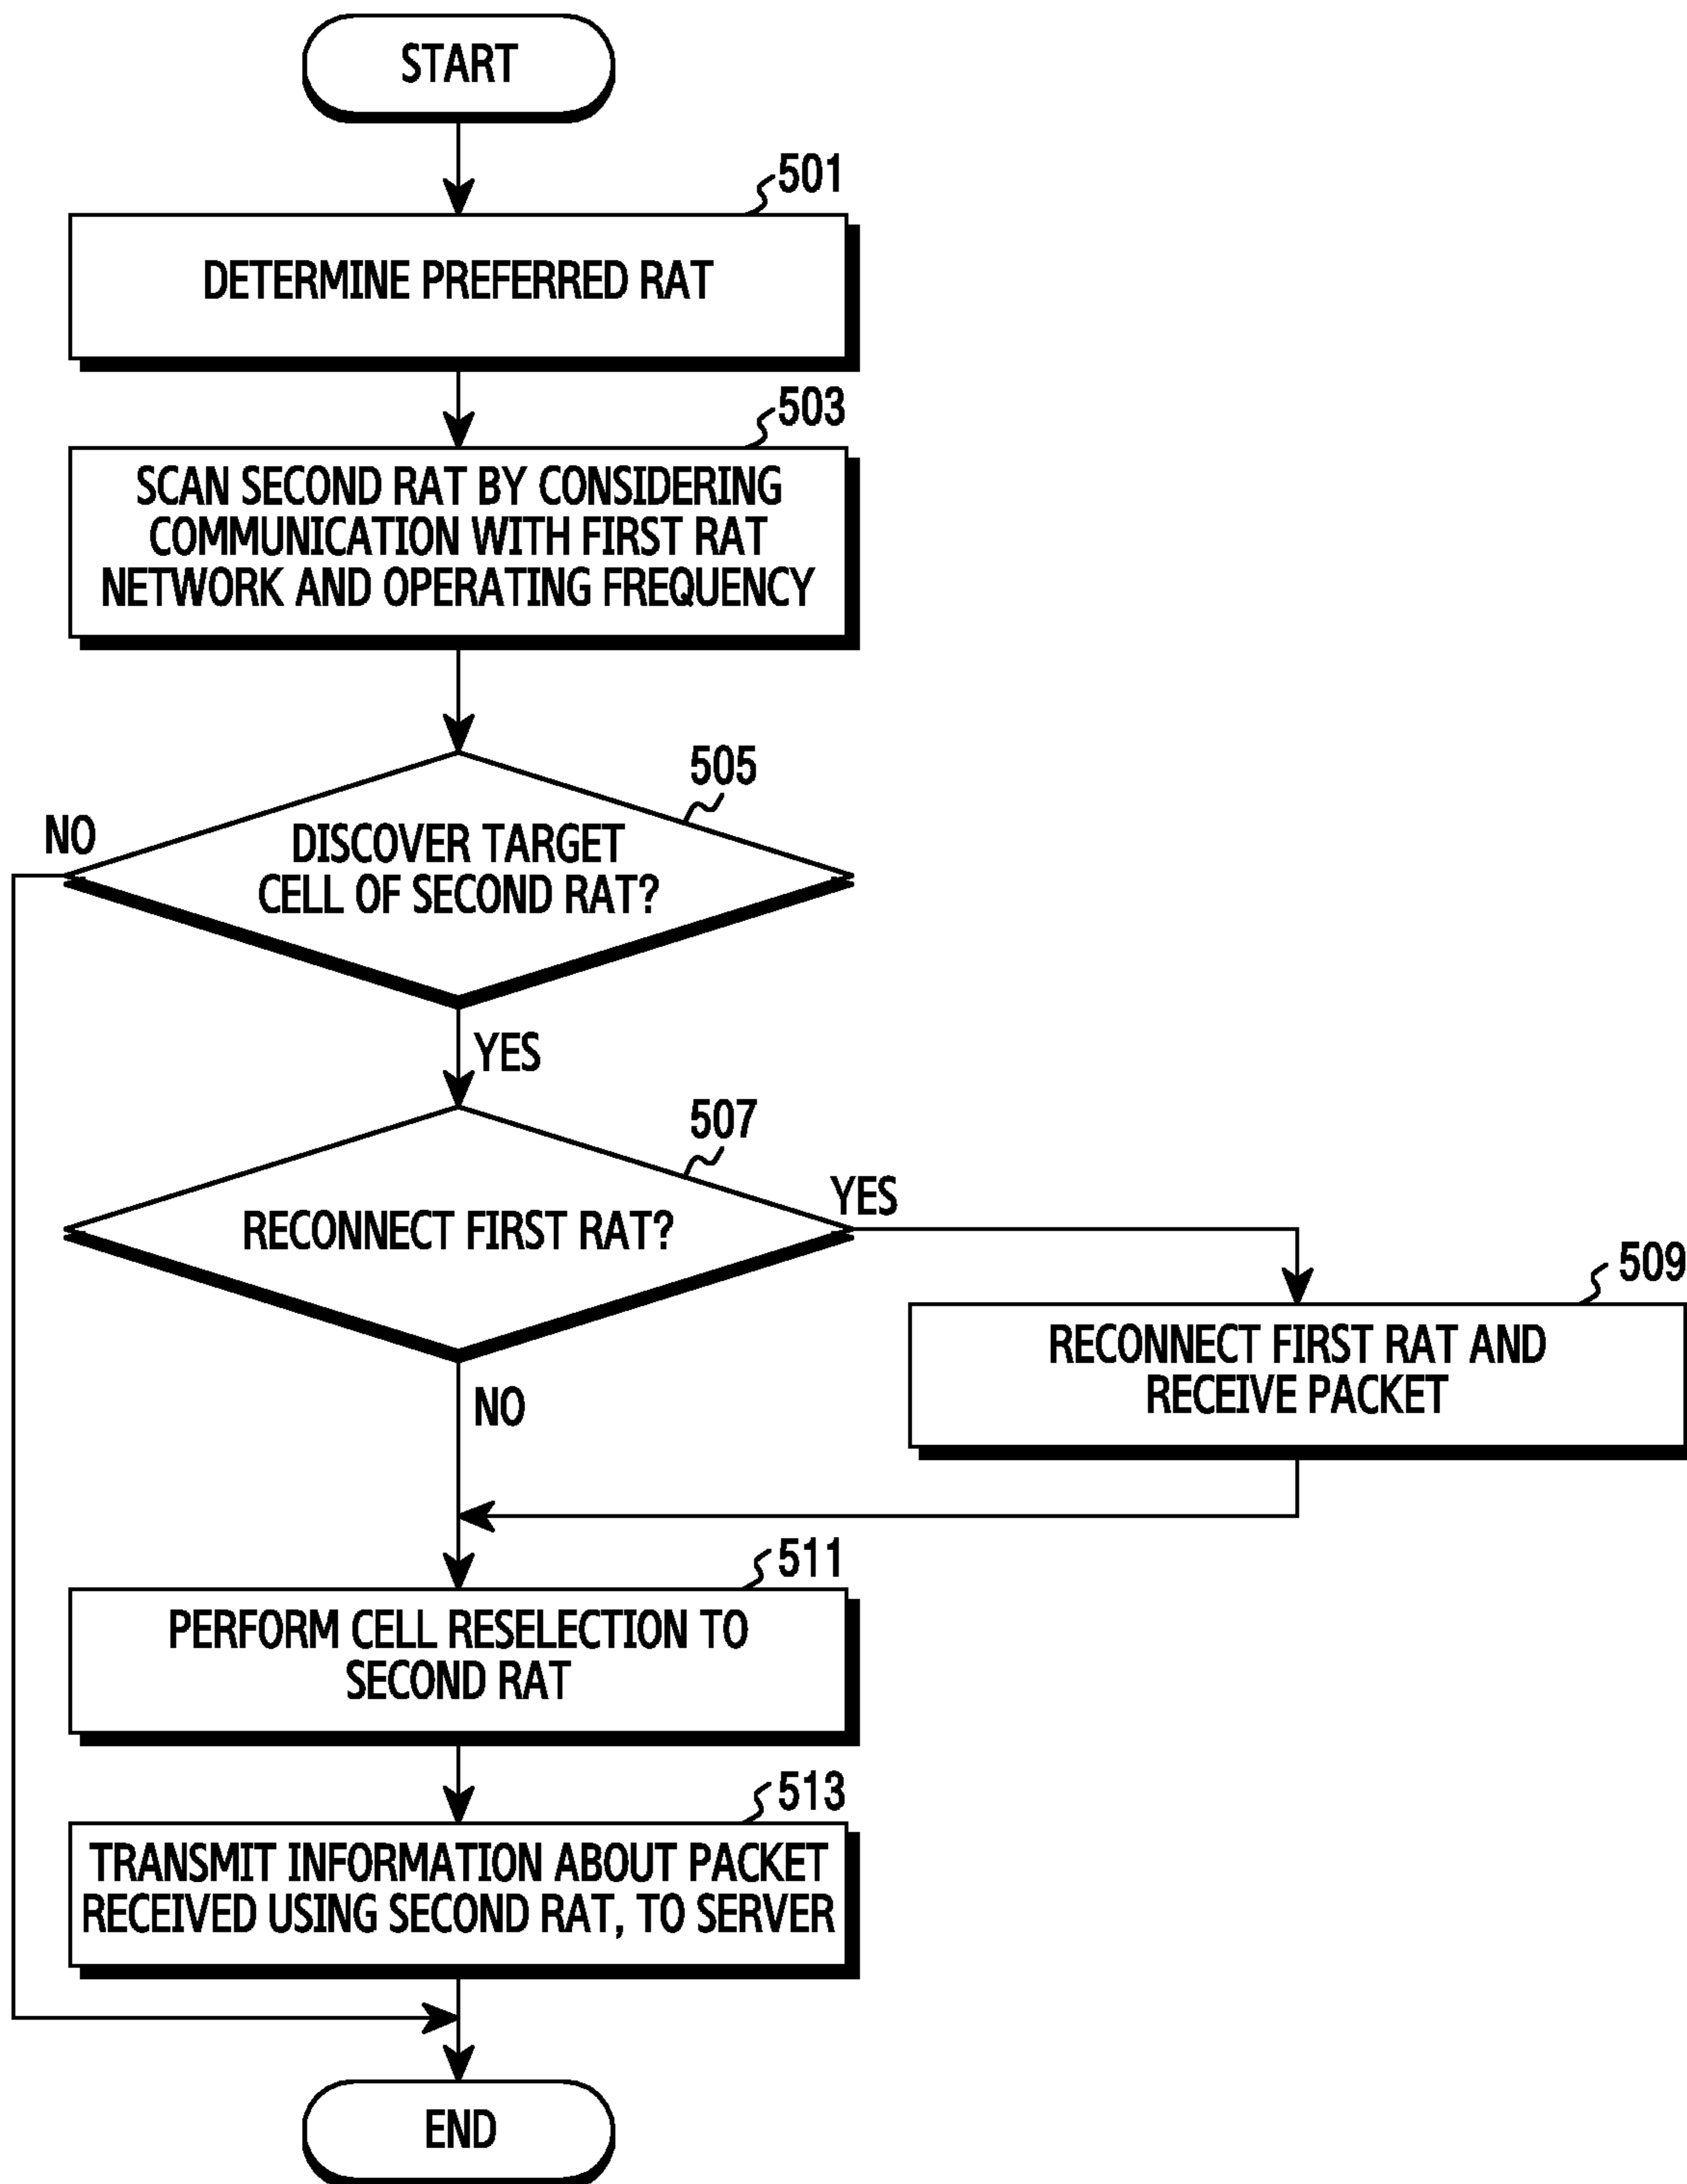 START
501
DETERMINE PREFERRED RAT
503
SCAN SECOND RAT BY CONSIDERING
COMMUNICATION WITH FIRST RAT
NETWORK AND OPERATING FREQUENCY
505
NO
DISCOVER TARGET
CELL OF SECOND RAT?
YES
507
YES
RECONNECT FIRST RAT?
509
RECONNECT FIRST RAT AND
RECEIVE PACKET
NO
511
PERFORM CELL RESELECTION TO
SECOND RAT
513
TRANSMIT INFORMATION ABOUT PACKET
RECEIVED USING SECOND RAT, TO SERVER
END